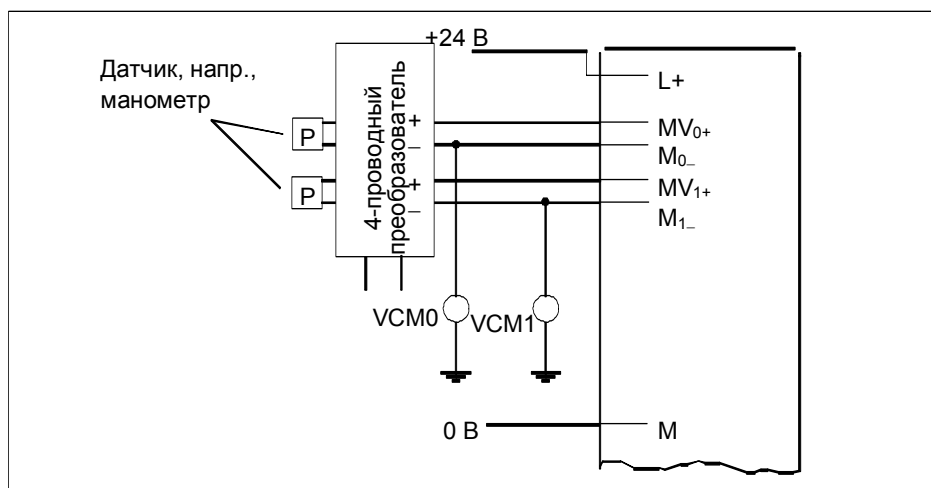 +24 В
Датчик, напр.,
манометр
4-проводный
преобразователь
L+
P
+
–
MV0+
M0–
P
+
–
MV1+
M1–
VCM0
VCM1
0 В
M